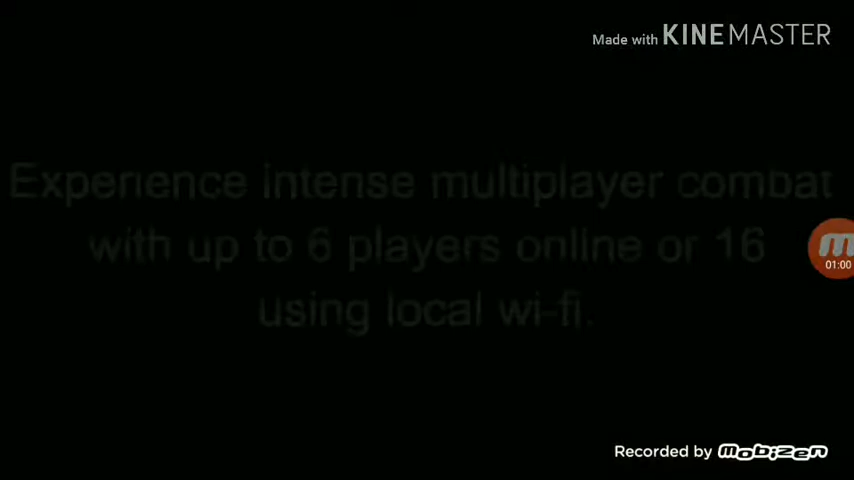 Made with KINEMASTER
Experience intense multiplayer combat
with up to 6 players online or 16
using local wi-fi.
01:00
Recorded by mobizen